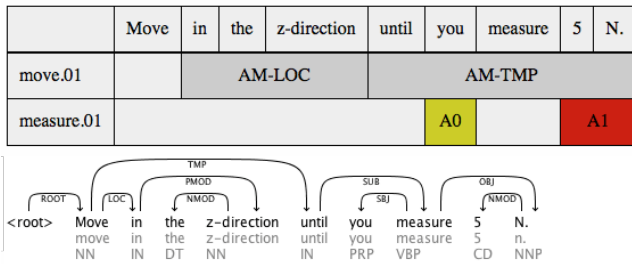 Move in the z-direction until you measure 5 N.
move.01 AM-LOC AM-TMP
measure.01 A0 A1
TMP
PMOD SUB OBJ
ROOT LOC NMOD SBJ NMOD
<root> Move in the z-direction until you measure 5 N.
move in the z-direction until you measure 5 n.
NN IN DT NN IN PRP VBP CD NNP